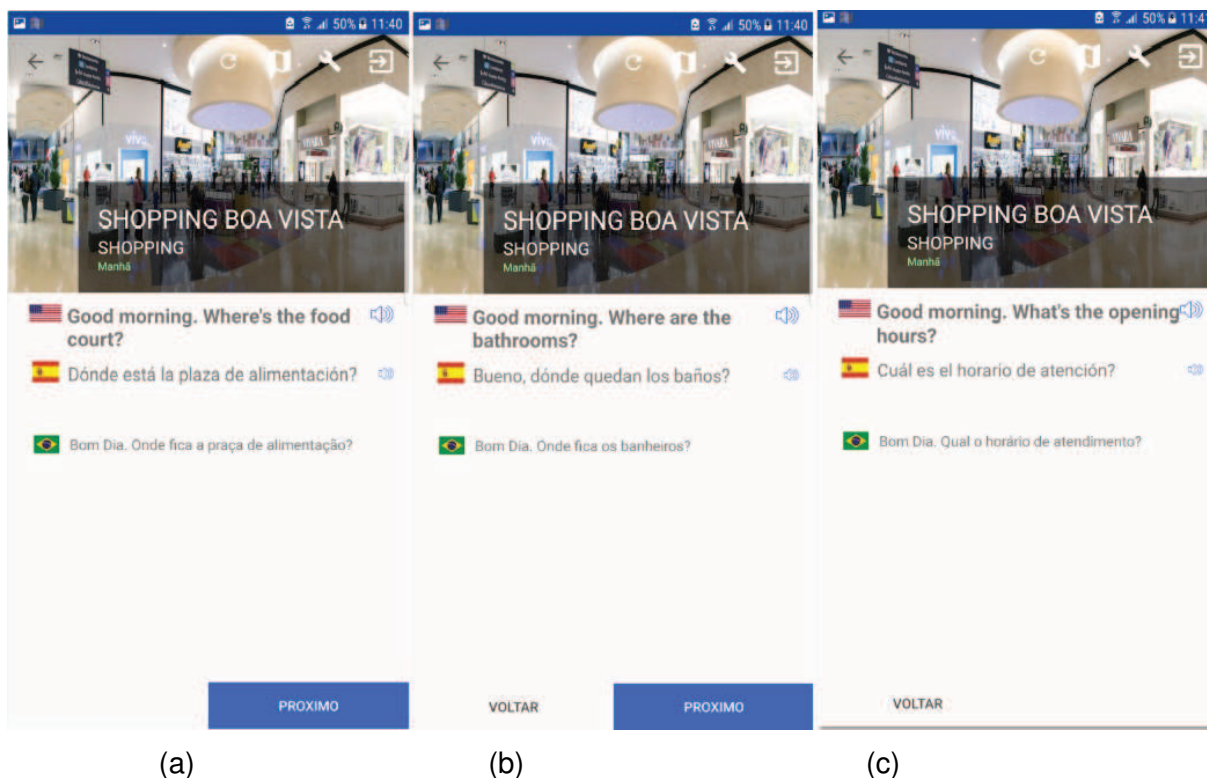 50% 11:40
SHOPPING BOA VISTA
SHOPPING
Manhã
Good morning. Where's the food
court?
Dónde está la plaza de alimentación?
Bom Dia. Onde fica a praça de alimentação?
PROXIMO
(a)
50% 11:40
SHOPPING BOA VISTA
SHOPPING
Manhã
Good morning. Where are the
bathrooms?
Bueno, dónde quedan los baños?
Bom Dia. Onde fica os banheiros?
VOLTAR
PROXIMO
(b)
50% 11:4
SHOPPING BOA VISTA
SHOPPING
Manhã
Good morning. What's the opening
hours?
Cuál es el horario de atención?
Bom Dia. Qual o horário de atendimento?
VOLTAR
(c)